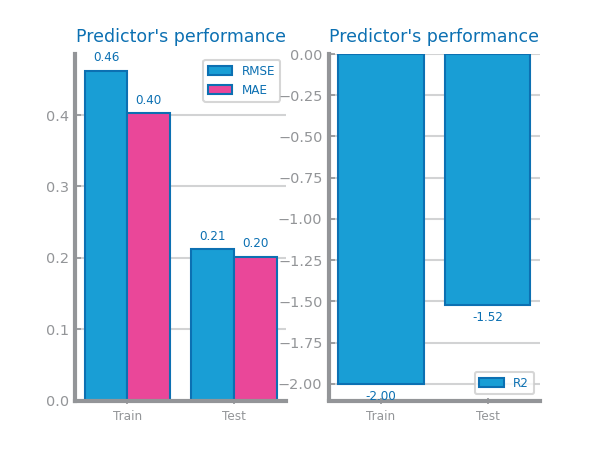 Predictor's performance
0.46
0.40
0.21
0.20
RMSE
MAE
0.4
0.3
0.2
0.1
0.0
Train
Test
Predictor's performance
0.00
−0.25
−0.50
−0.75
−1.00
−1.25
−1.50
−1.75
−2.00
-2.00
-1.52
R2
Train
Test